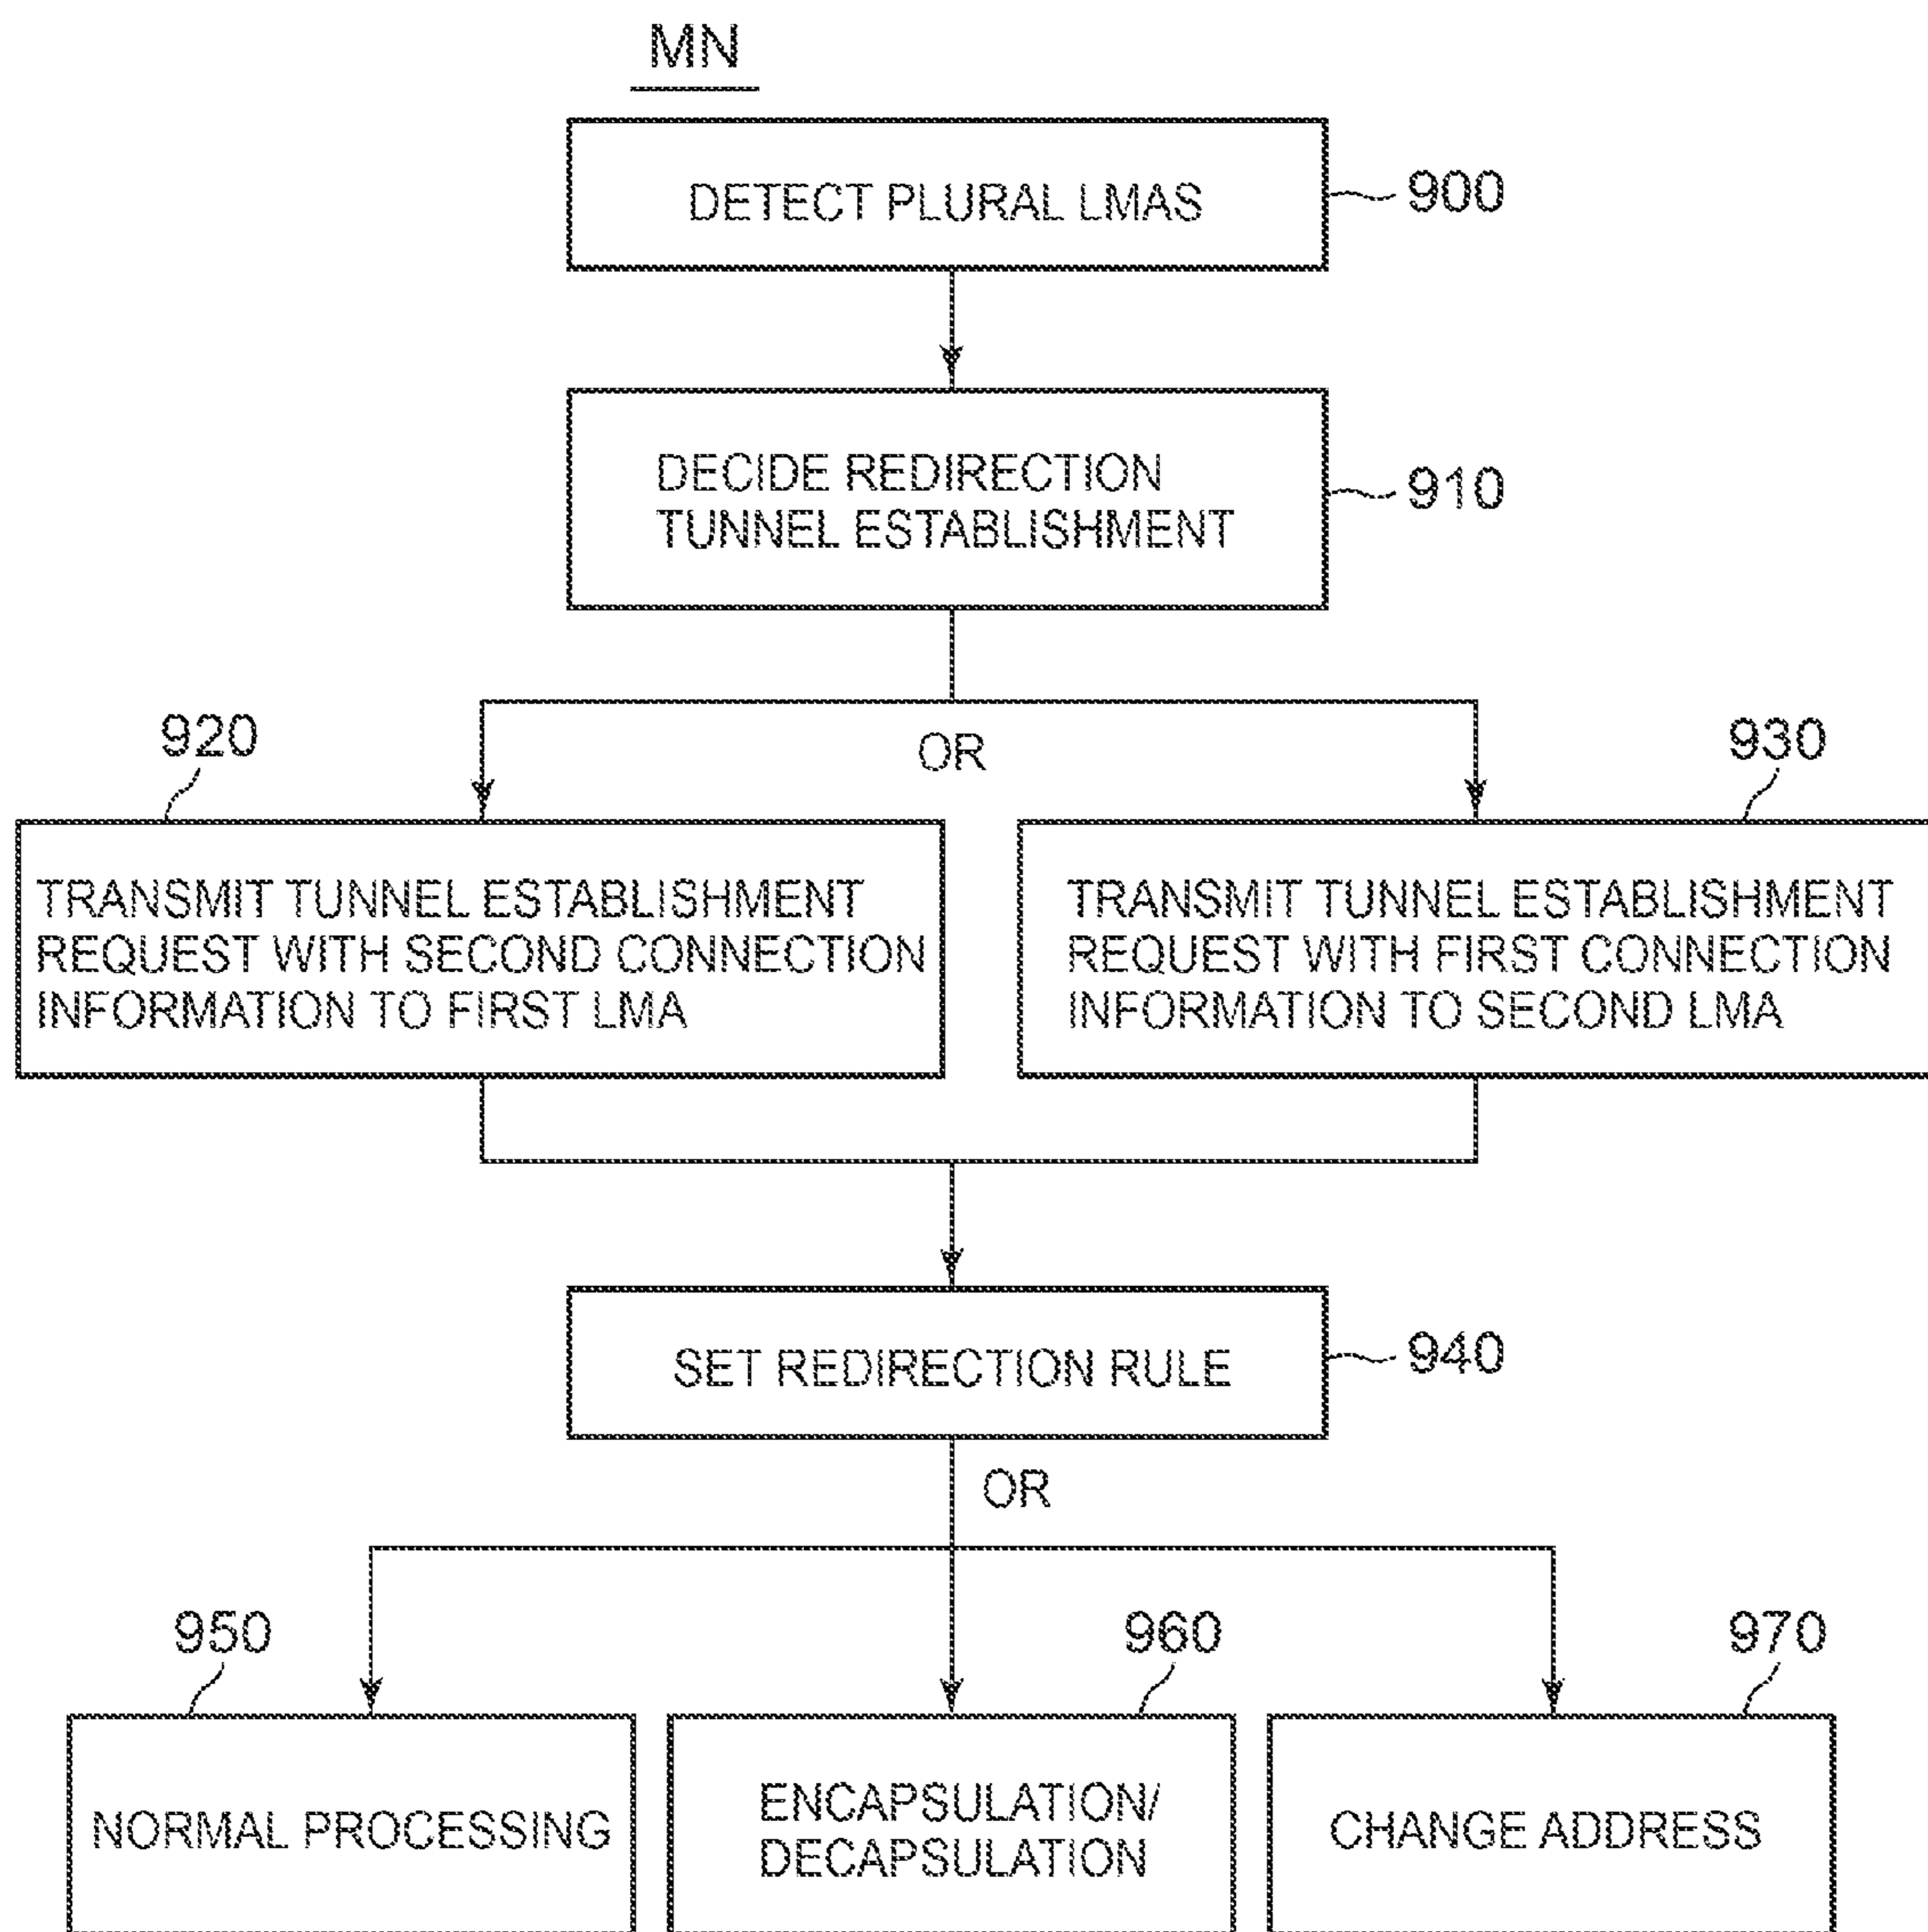 MN
DETECT PLURAL LMAS
900
DECIDE REDIRECTION
TUNNEL ESTABLISHMENT
910
920
OR
930
TRANSMIT TUNNEL ESTABLISHMENT
REQUEST WITH SECOND CONNECTION
INFORMATION TO FIRST LMA
TRANSMIT TUNNEL ESTABLISHMENT
REQUEST WITH FIRST CONNECTION
INFORMATION TO SECOND LMA
SET REDIRECTION RULE
940
OR
950
960
970
NORMAL PROCESSING
ENCAPSULATION/
DECAPSULATION
CHANGE ADDRESS